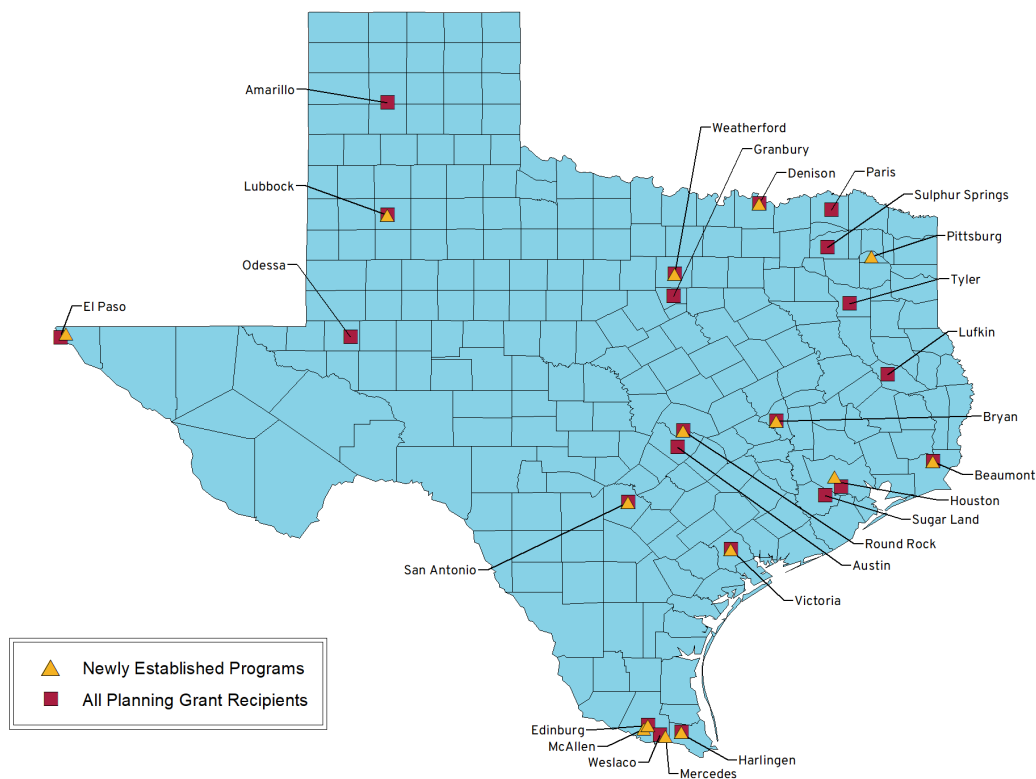 Amarillo
Weatherford
Granbury
Denison
Paris
Sulphur Springs
Lubbock
Pittsburg
Odessa
Tyler
El Paso
Lufkin
Bryan
Beaumont
Houston
Sugar Land
Round Rock
Austin
San Antonio
Victoria
Newly Established Programs
All Planning Grant Recipients
Edinburg
McAllen
Weslaco
Harlingen
Mercedes